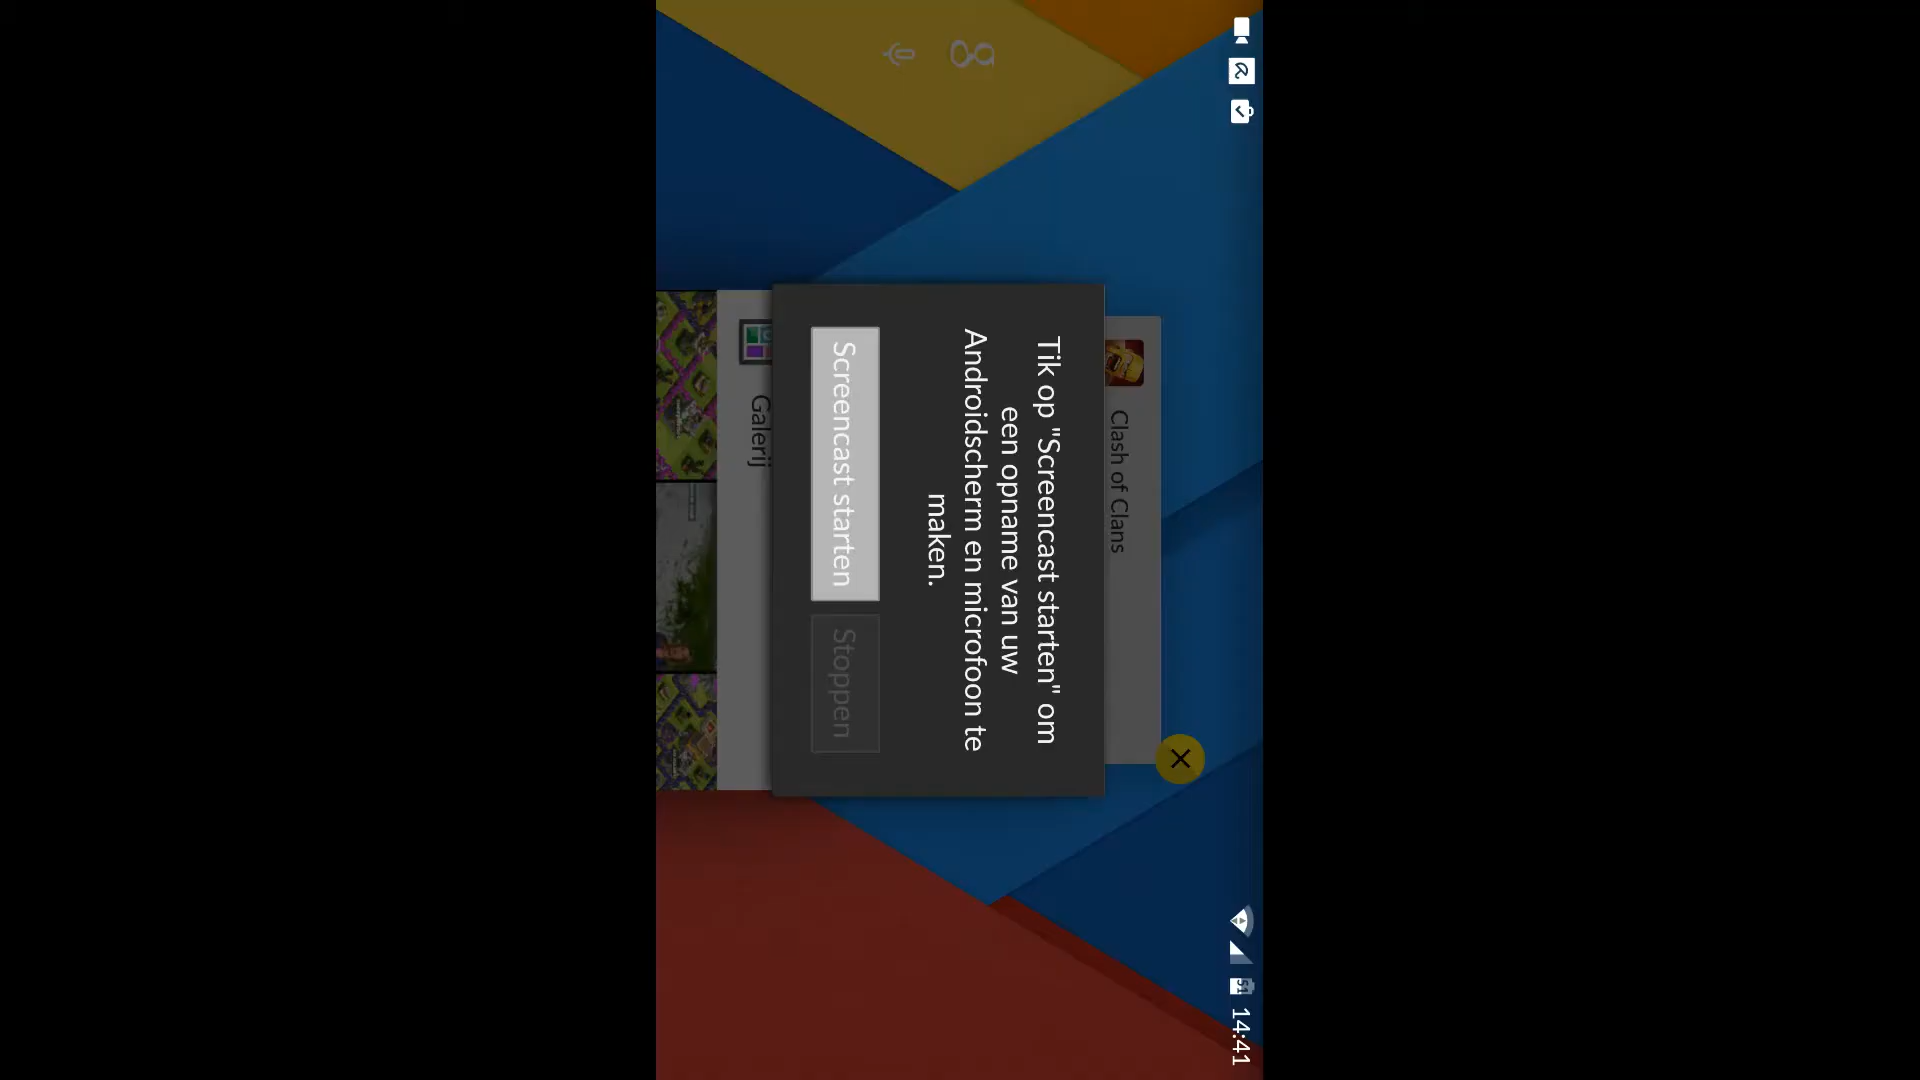 14:41
Clash of Clans
Tik op "Screencast starten" om
een opname van uw
Androidscherm en microfoon te
maken.
Screencast starten
Stoppen
Galerij